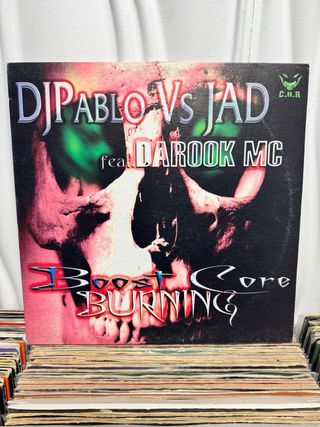 C.H.R
DJPABLO VS JAD
feat. DAROOK MC
Boost Core
BURNING